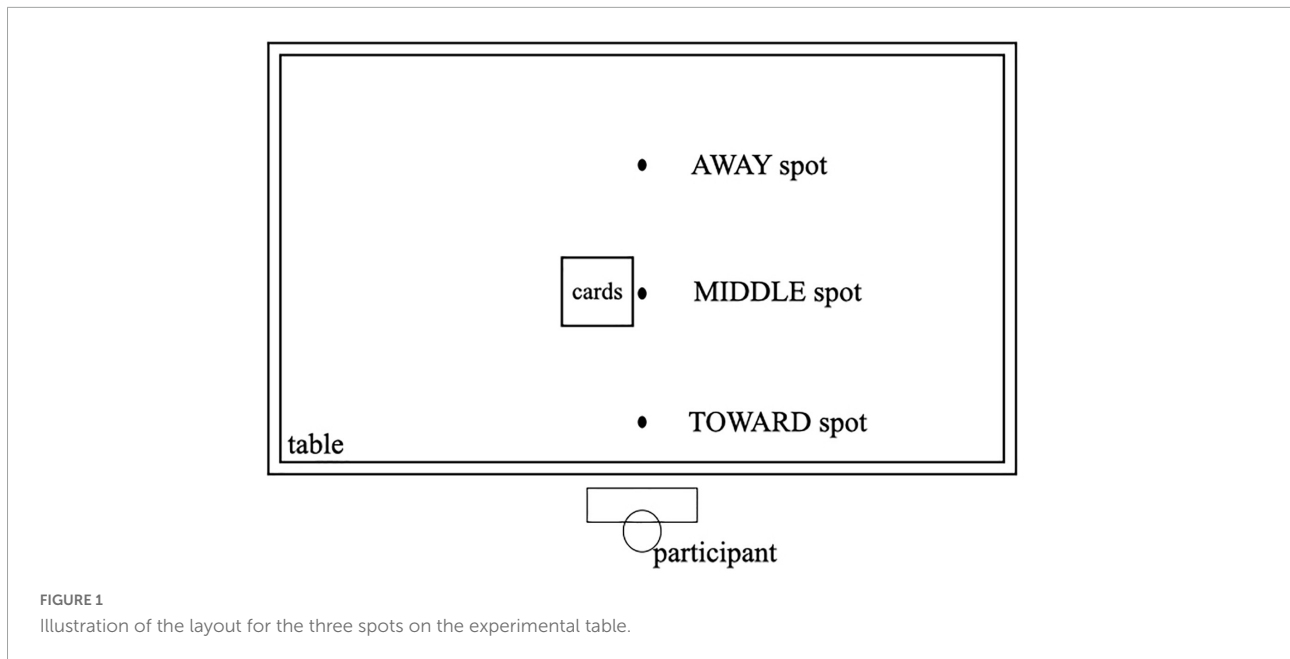 AWAY spot
cards
MIDDLE spot
TOWARD spot
table
participant
FIGURE 1
Illustration of the layout for the three spots on the experimental table.